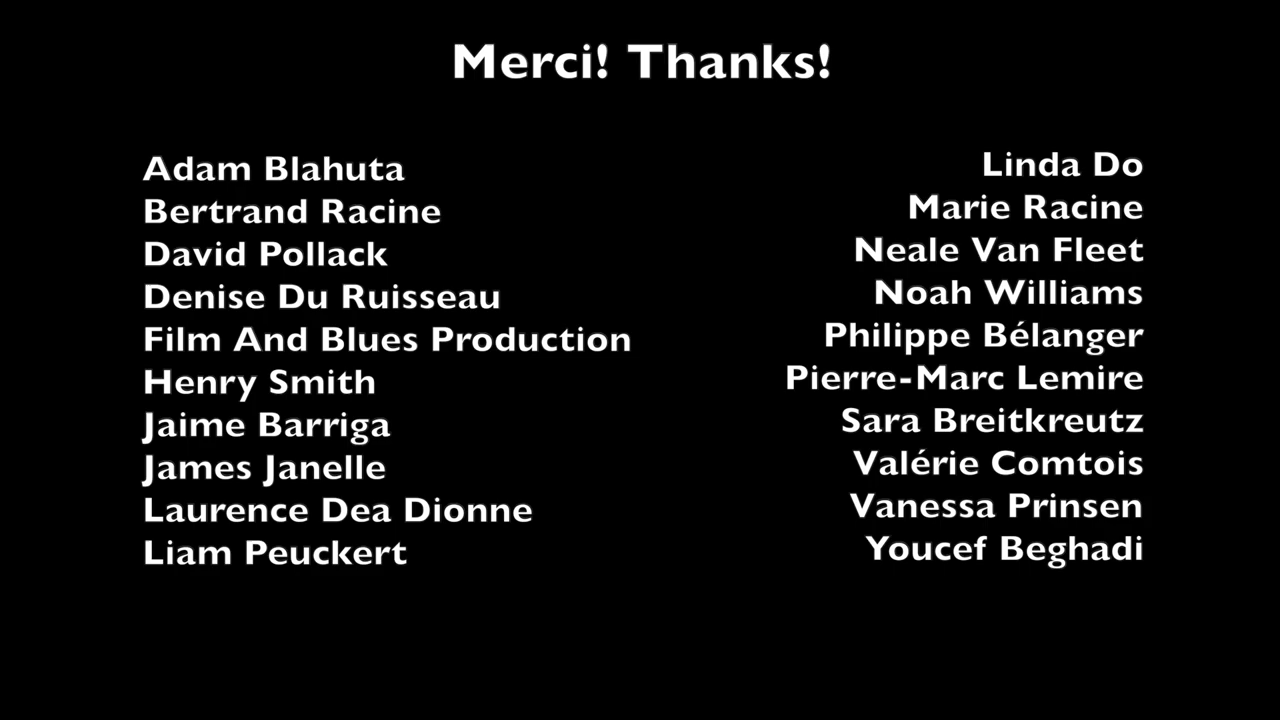 Merci! Thanks!
Adam Blahuta
Bertrand Racine
David Pollack
Denise Du Ruisseau
Film And Blues Production
Henry Smith
Jaime Barriga
James Janelle
Laurence Dea Dionne
Liam Peuckert
Linda Do
Marie Racine
Neale Van Fleet
Noah Williams
Philippe Bélanger
Pierre-Marc Lemire
Sara Breitkreutz
Valérie Comtois
Vanessa Prinsen
Youcef Beghadi